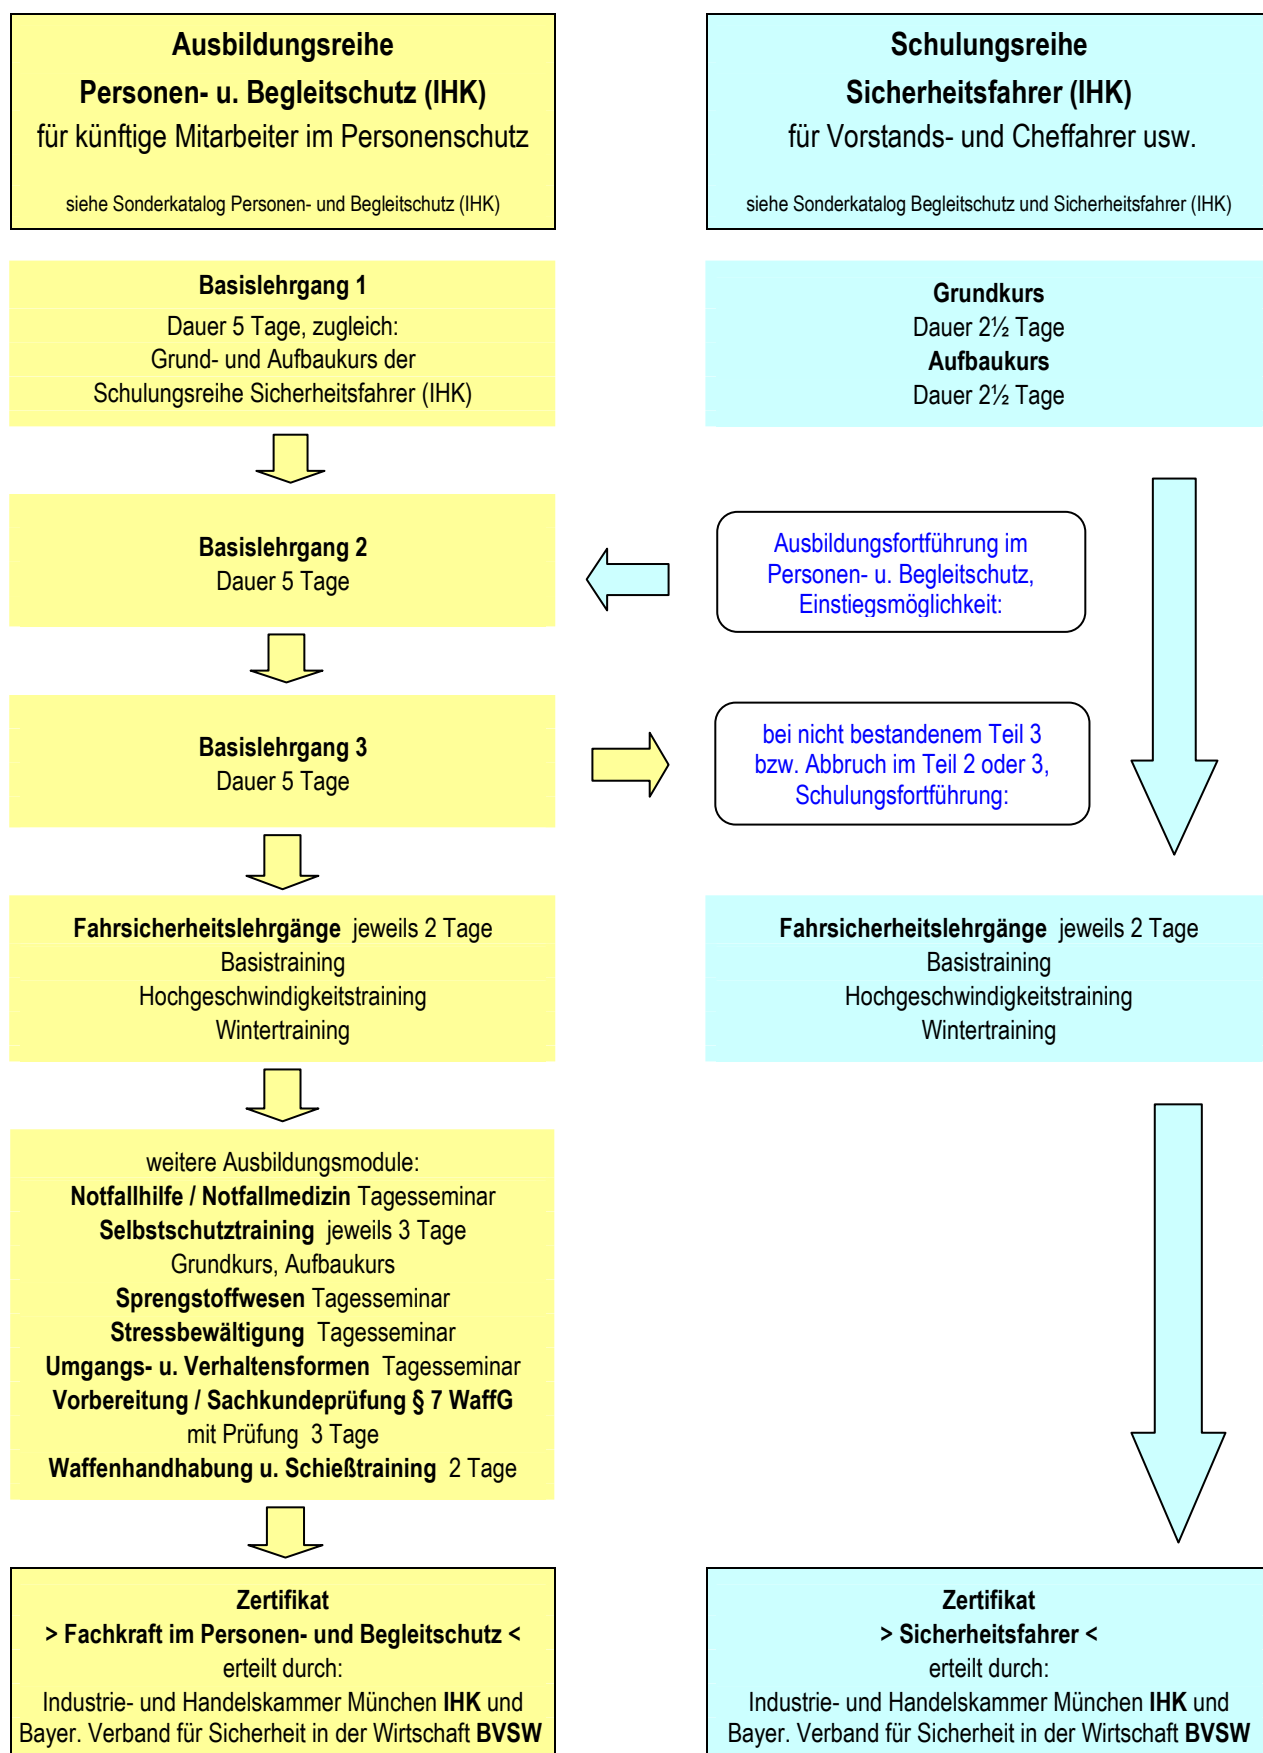 Ausbildungsreihe
Personen- u. Begleitschutz (IHK)
für künftige Mitarbeiter im Personenschutz
siehe Sonderkatalog Personen- und Begleitschutz (IHK)
Schulungsreihe
Sicherheitsfahrer (IHK)
für Vorstands- und Cheffahrer usw.
siehe Sonderkatalog Begleitschutz und Sicherheitsfahrer (IHK)
Basislehrgang 1
Dauer 5 Tage, zugleich:
Grund- und Aufbaukurs der
Schulungsreihe Sicherheitsfahrer (IHK)
Grundkurs
Dauer 2½ Tage
Aufbaukurs
Dauer 2½ Tage
Basislehrgang 2
Dauer 5 Tage
Ausbildungsfortführung im
Personen- u. Begleitschutz,
Einstiegsmöglichkeit:
Basislehrgang 3
Dauer 5 Tage
bei nicht bestandenem Teil 3
bzw. Abbruch im Teil 2 oder 3,
Schulungsfortführung:
Fahrsicherheitslehrgänge jeweils 2 Tage
Basistraining
Hochgeschwindigkeitstraining
Wintertraining
Fahrsicherheitslehrgänge jeweils 2 Tage
Basistraining
Hochgeschwindigkeitstraining
Wintertraining
weitere Ausbildungsmodule:
Notfallhilfe / Notfallmedizin Tagesseminar
Selbstschutztraining jeweils 3 Tage
Grundkurs, Aufbaukurs
Sprengstoffwesen Tagesseminar
Stressbewältigung Tagesseminar
Umgangs- u. Verhaltensformen Tagesseminar
Vorbereitung / Sachkundeprüfung § 7 WaffG
mit Prüfung 3 Tage
Waffenhandhabung u. Schießtraining 2 Tage
Zertifikat
> Fachkraft im Personen- und Begleitschutz <
erteilt durch:
Industrie- und Handelskammer München IHK und
Bayer. Verband für Sicherheit in der Wirtschaft BVSW
Zertifikat
> Sicherheitsfahrer <
erteilt durch:
Industrie- und Handelskammer München IHK und
Bayer. Verband für Sicherheit in der Wirtschaft BVSW